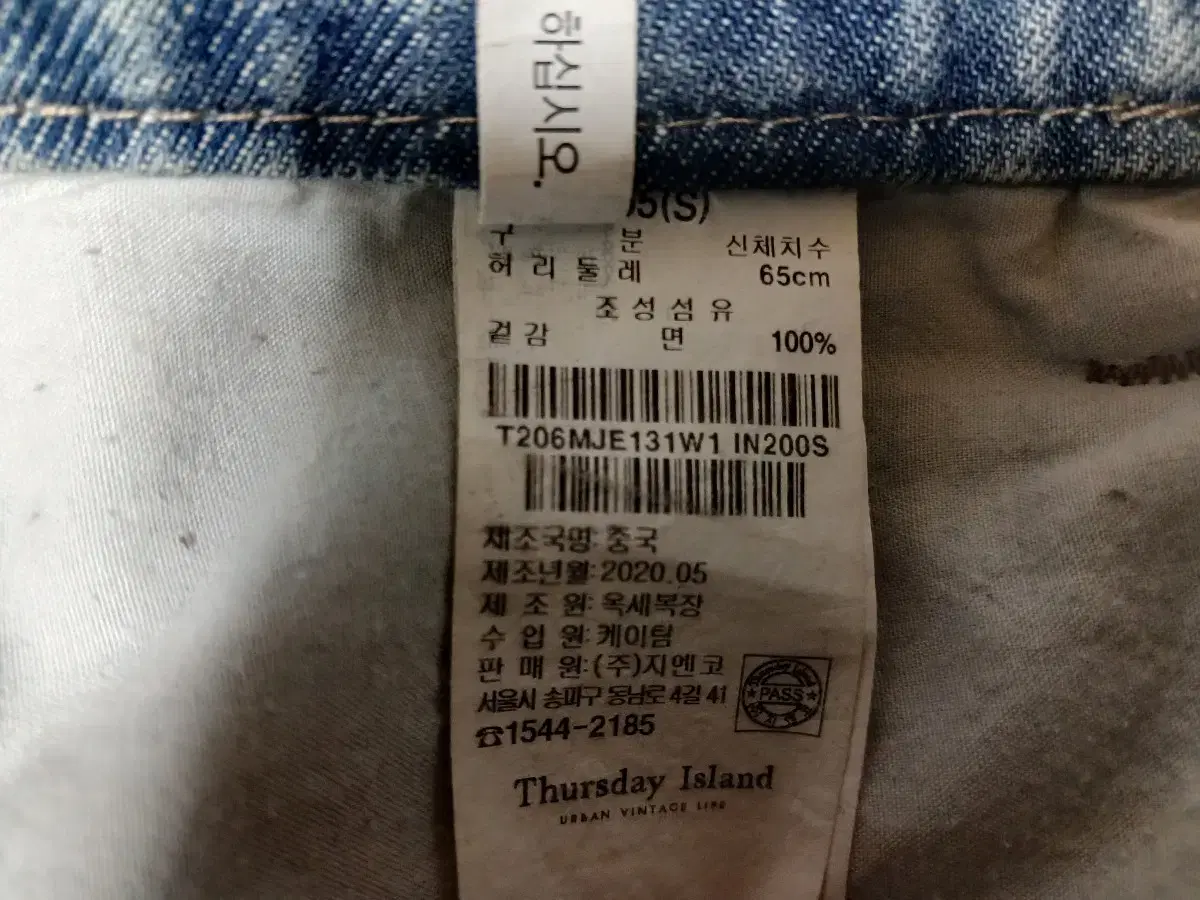 하십시오.
5(S)
구 분 신체치수
허리둘레 65cm
조성섬유
겉감 면 100%
T206MJE131W1 IN200S
제조국명: 중국
제조년월: 2020.05
제 조 원: 옥세복장
수 입 원: 케이팀
판 매 원: (주)지엔코
서울시 송파구 동남로 4길 41
☎1544-2185
Thursday Island
PASS
Thursday Island
URBAN VINTAGE LIFE